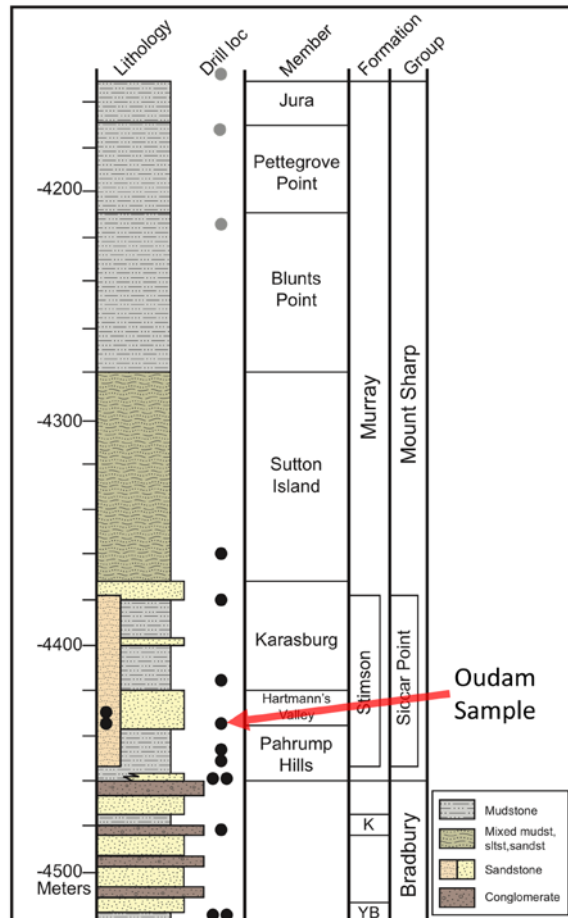 Lithology
Drill loc
Member
Formation
Group
Jura
-4200
Pettegrove
Point
Blunts
Point
-4300
Murray
Mount Sharp
Sutton
Island
-4400
Karasburg
Hartmann's
Valley
Stimson
Siccar Point
Oudam
Sample
Pahrump
Hills
K
Bradbury
-4500
Meters
YB
Mudstone
Mixed mudst,
sltst,sandst
Sandstone
Conglomerate